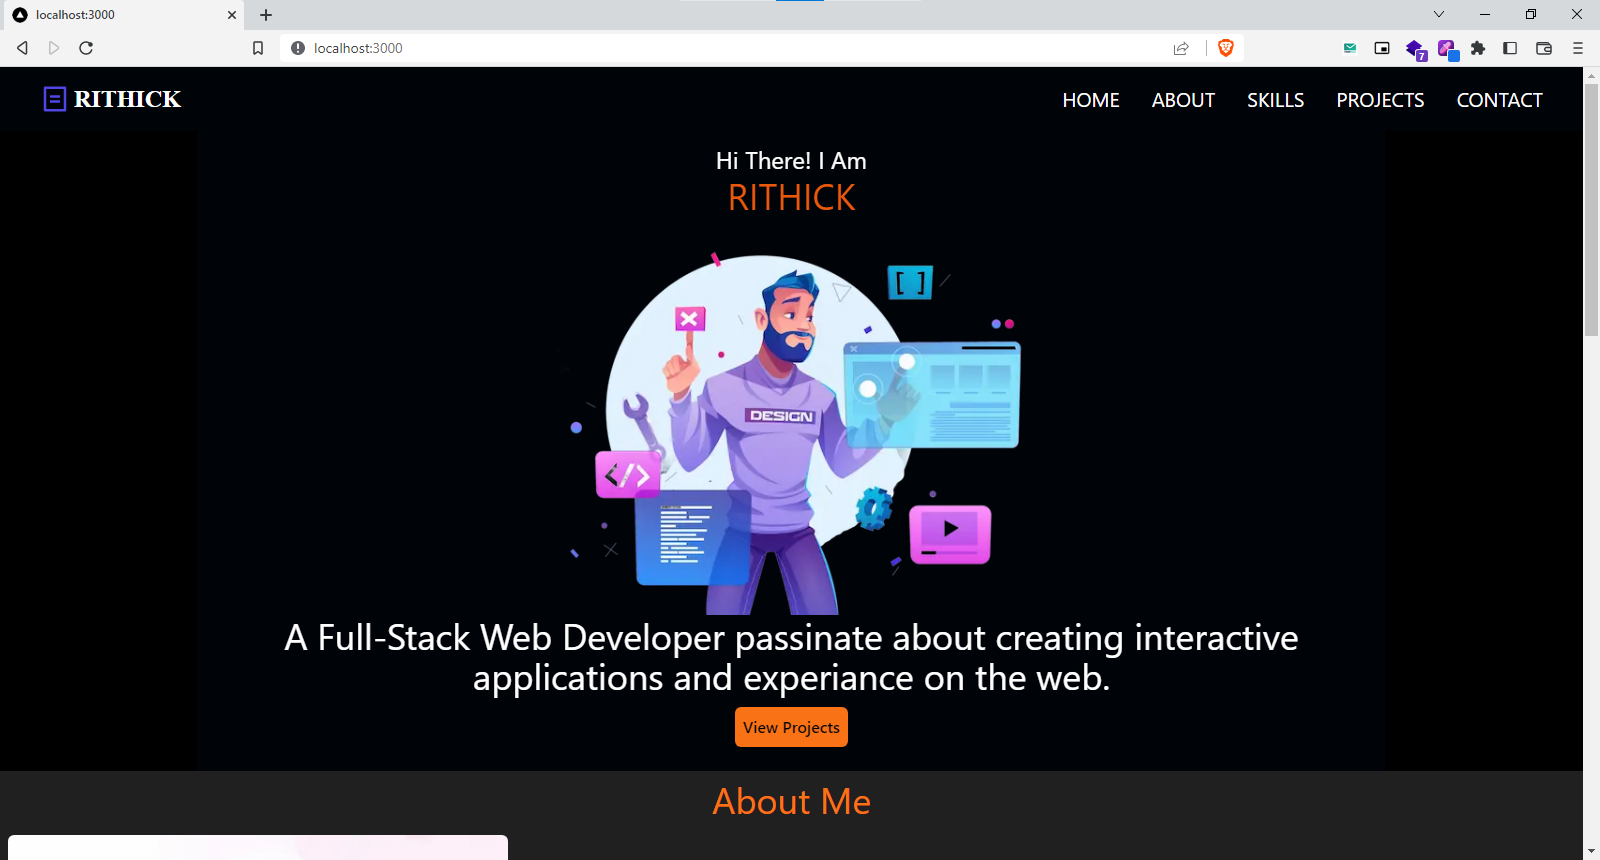 localhost:3000
localhost:3000
7
RITHICK
HOME ABOUT SKILLS PROJECTS CONTACT
Hi There! I Am
RITHICK
[ ]
DESIGN
</>
A Full-Stack Web Developer passinate about creating interactive
applications and experiance on the web.
View Projects
About Me